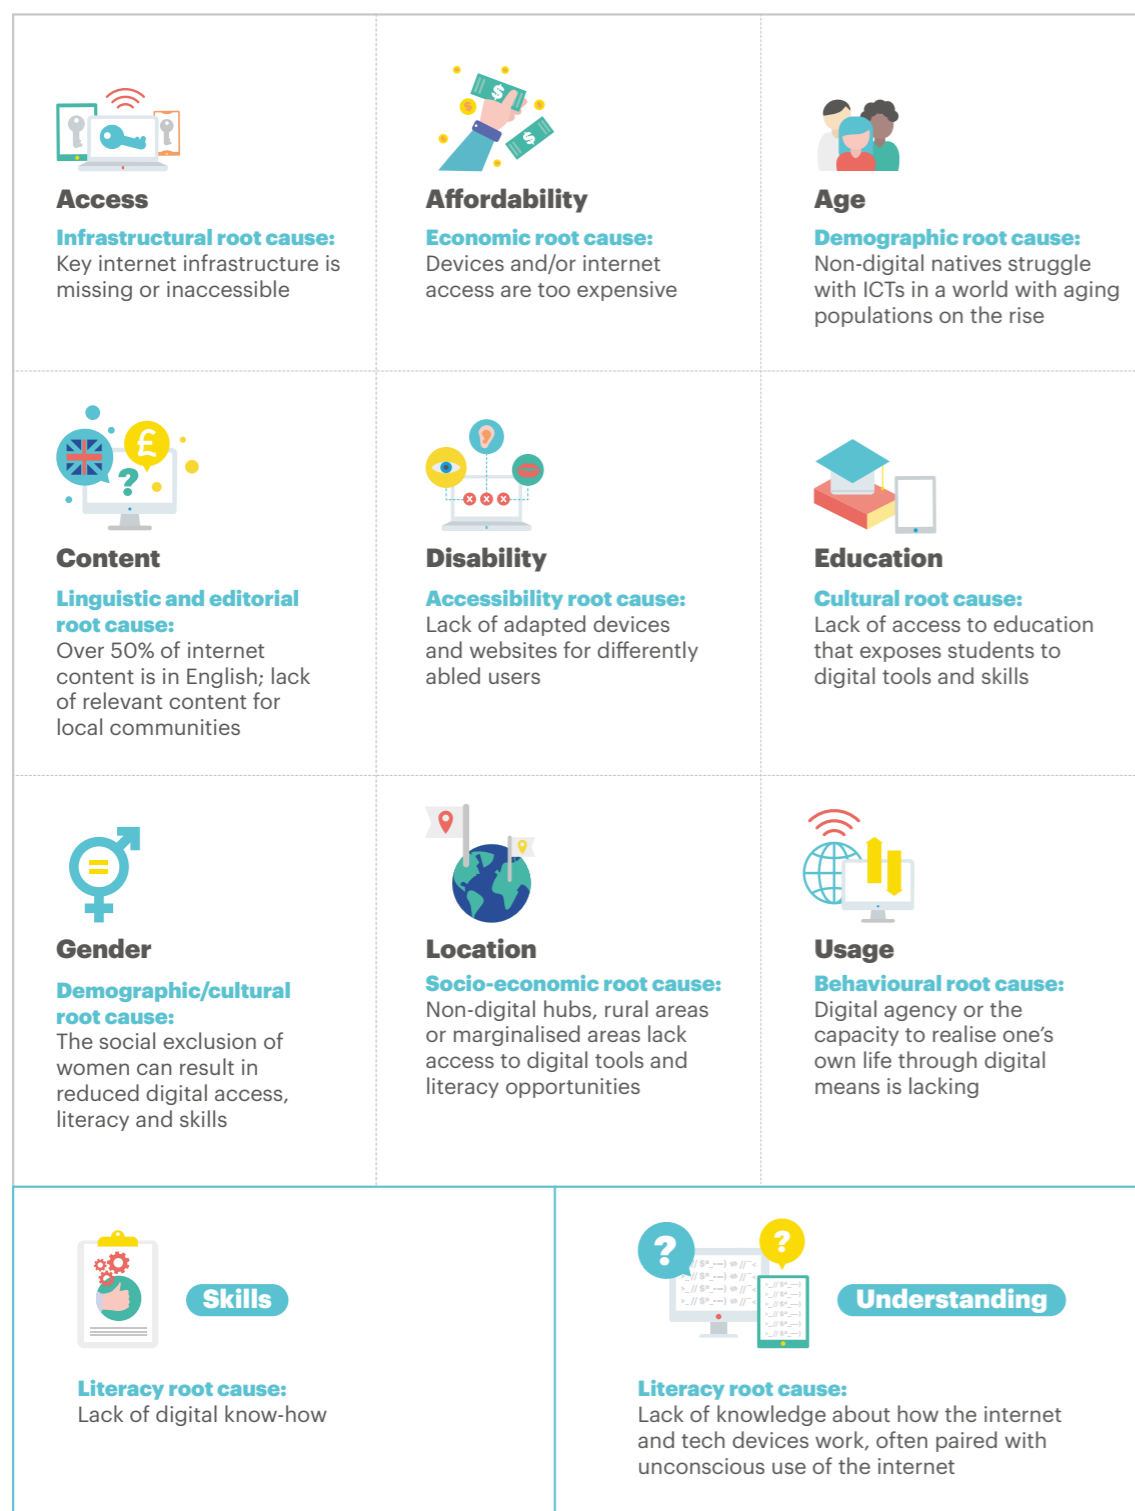 Access
Infrastructural root cause:
Key internet infrastructure is
missing or inaccessible
$
$
Affordability
Economic root cause:
Devices and/or internet
access are too expensive
Age
Demographic root cause:
Non-digital natives struggle
with ICTs in a world with aging
populations on the rise
£
?
Content
Linguistic and editorial
root cause:
Over 50% of internet
content is in English; lack
of relevant content for
local communities
x x x
Disability
Accessibility root cause:
Lack of adapted devices
and websites for differently
abled users
Education
Cultural root cause:
Lack of access to education
that exposes students to
digital tools and skills
=
Gender
Demographic/cultural
root cause:
The social exclusion of
women can result in
reduced digital access,
literacy and skills
Location
Socio-economic root cause:
Non-digital hubs, rural areas
or marginalised areas lack
access to digital tools and
literacy opportunities
Usage
Behavioural root cause:
Digital agency or the
capacity to realise one’s
own life through digital
means is lacking
Skills
Literacy root cause:
Lack of digital know-how
?
?
Understanding
Literacy root cause:
Lack of knowledge about how the internet
and tech devices work, often paired with
unconscious use of the internet